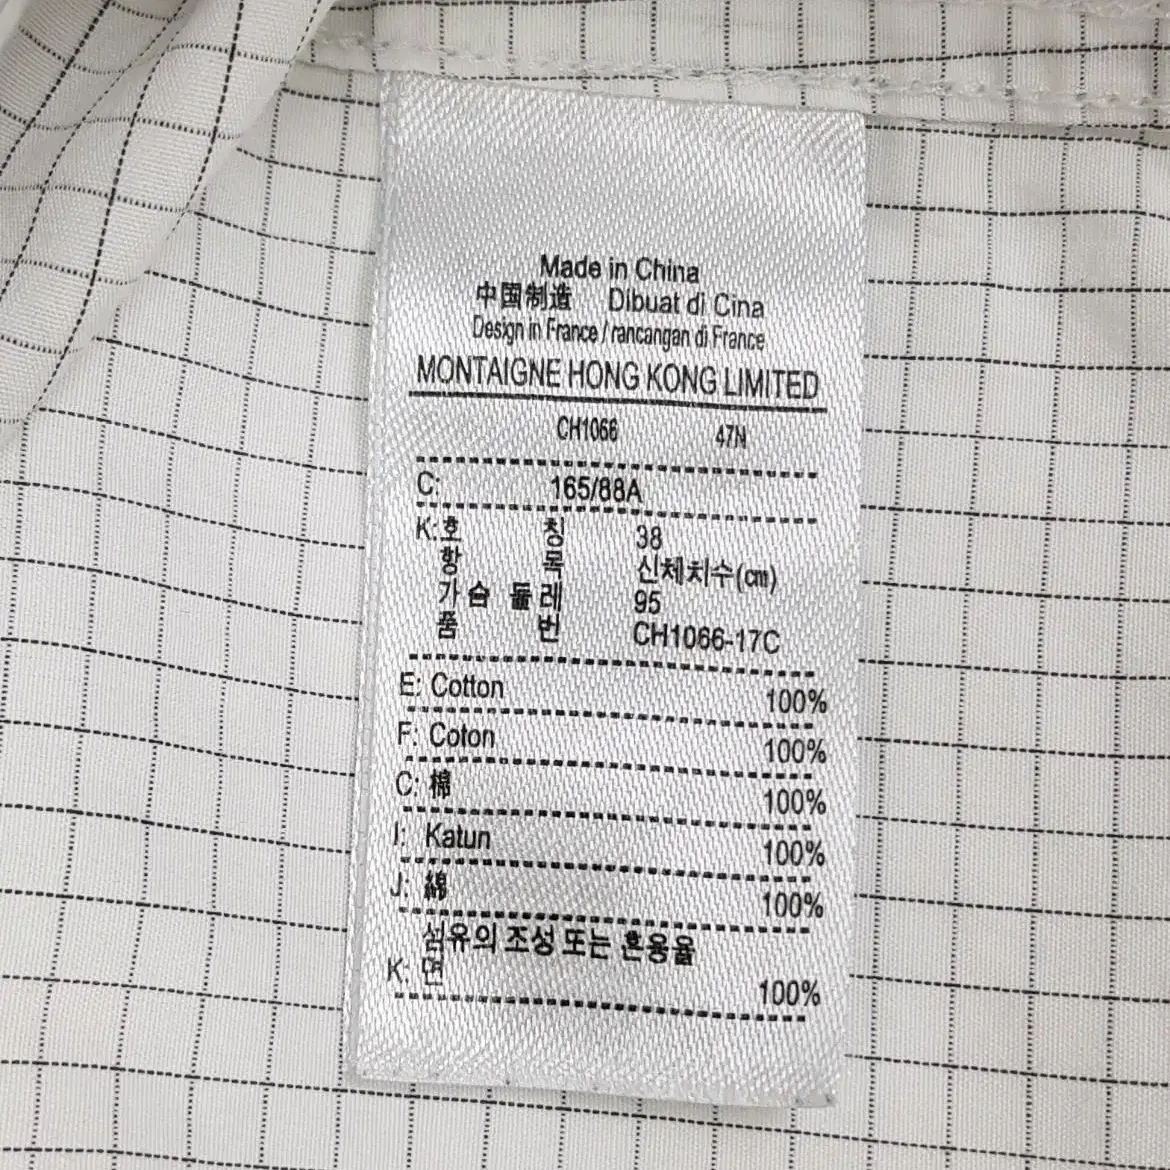 Made in China
中国制造 Dibuat di Cina
Design in France / rancangan di France
MONTAIGNE HONG KONG LIMITED
CH1066 47N
C: 165/88A
K: 호 칭 38
항 목 신체치수(㎝)
가슴 둘레 95
품 번 CH1066-17C
E: Cotton 100%
F: Coton 100%
C: 棉 100%
I: Katun 100%
J: 綿 100%
섬유의 조성 또는 혼용율
K: 면 100%